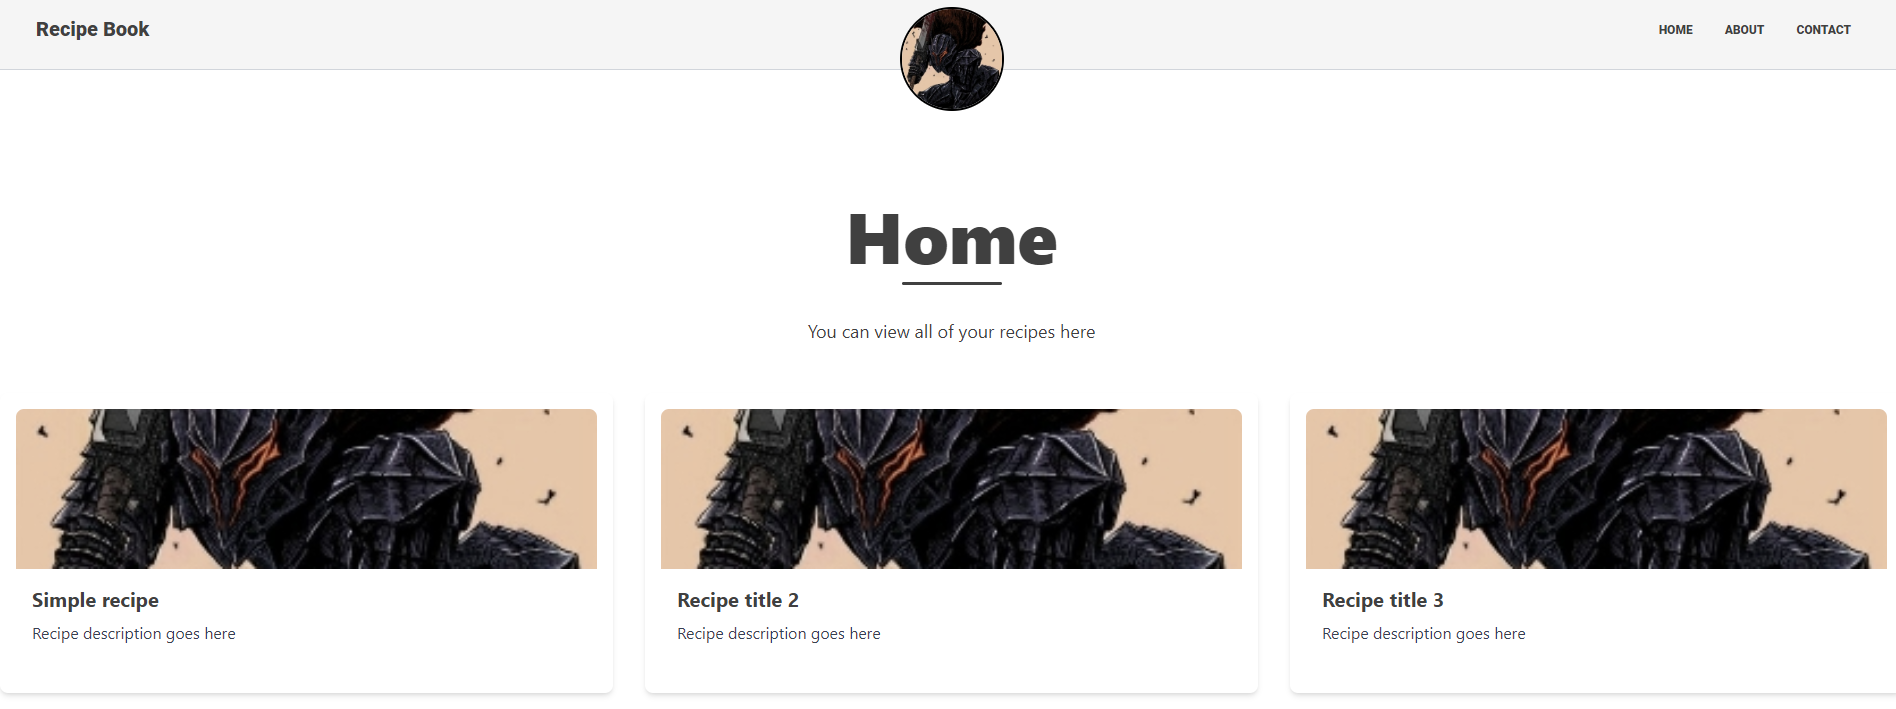 Recipe Book
HOME ABOUT CONTACT
Home
You can view all of your recipes here
Simple recipe
Recipe description goes here
Recipe title 2
Recipe description goes here
Recipe title 3
Recipe description goes here